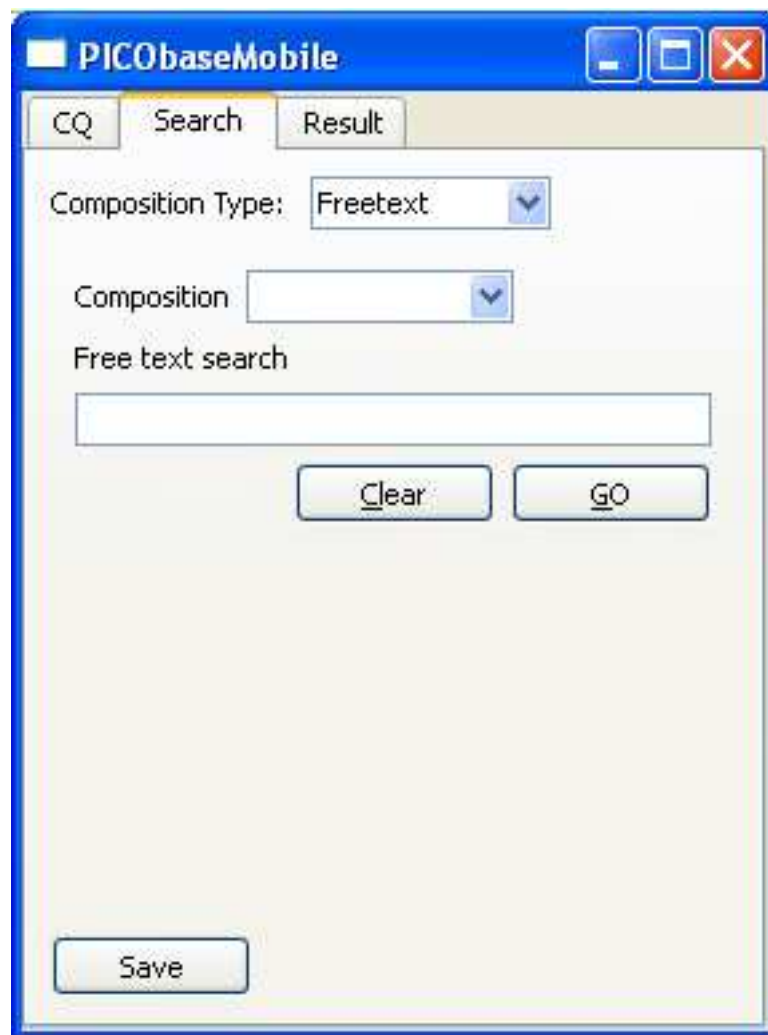 PICObaseMobile
CQ Search Result
Composition Type: Freetext
Composition
Free text search
Clear GO
Save